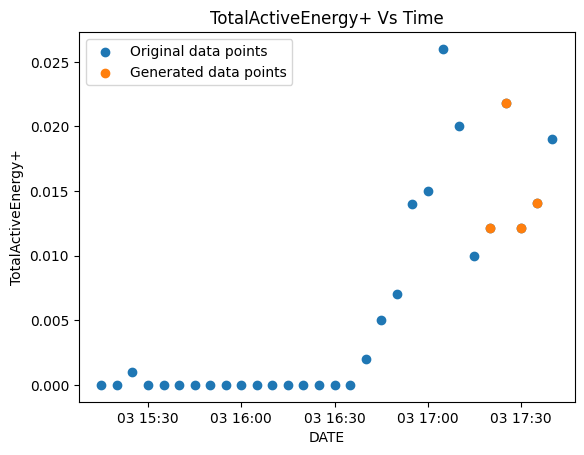 TotalActiveEnergy+ Vs Time
Original data points
Generated data points
TotalActiveEnergy+
0.025
0.020
0.015
0.010
0.005
0.000
03 15:30
03 16:00
03 16:30
03 17:00
03 17:30
DATE